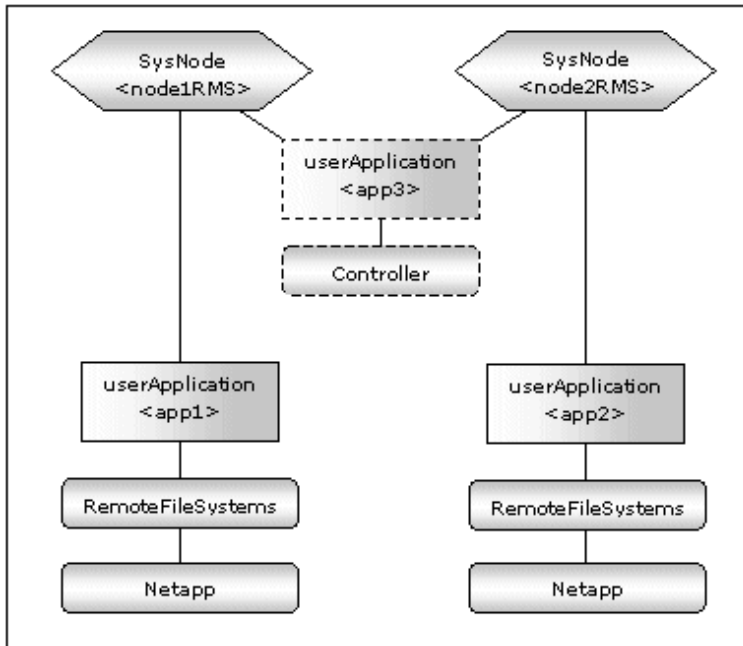 SysNode
<node1RMS>
SysNode
<node2RMS>
userApplication
<app3>
Controller
userApplication
<app1>
userApplication
<app2>
RemoteFileSystems
RemoteFileSystems
Netapp
Netapp